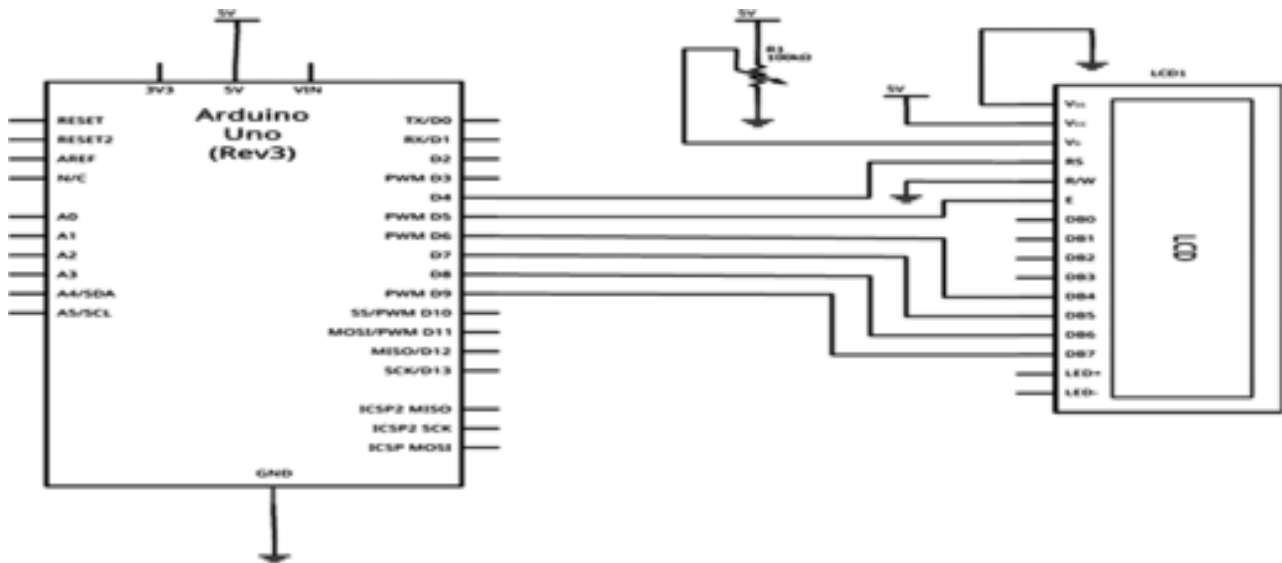 5V
3V3
5V
VIN
Arduino
Uno
(Rev3)
RESET
RESET2
AREF
N/C
A0
A1
A2
A3
A4/SDA
A5/SCL
TX/D0
RX/D1
D2
PWM D3
D4
PWM D5
PWM D6
D7
D8
PWM D9
SS/PWM D10
MOSI/PWM D11
MISO/D12
SCK/D13
ICSP2 MISO
ICSP2 SCK
ICSP MOSI
GND
5V
R1
100kΩ
5V
LCD1
VSS
VCC
RS
R/W
E
DB0
DB1
DB2
DB3
DB4
DB5
DB6
DB7
LED+
LED-
LCD